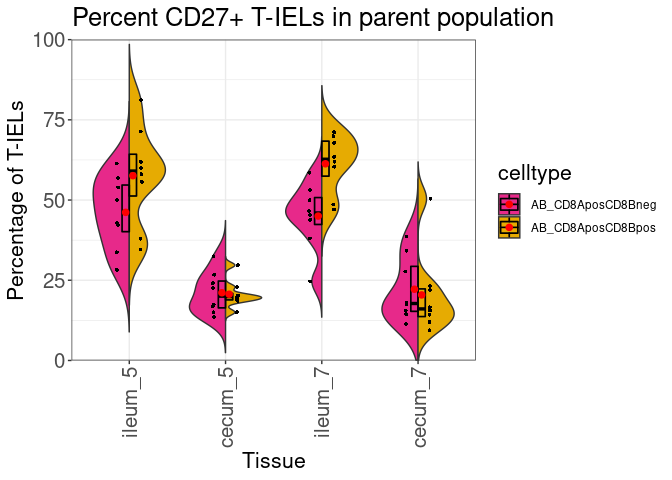 Percent CD27+ T-IELs in parent population
100
75
50
25
0
Percentage of T-IELs
ileum_5
cecum_5
ileum_7
cecum_7
Tissue
celltype
AB_CD8AposCD8Bneg
AB_CD8AposCD8Bpos